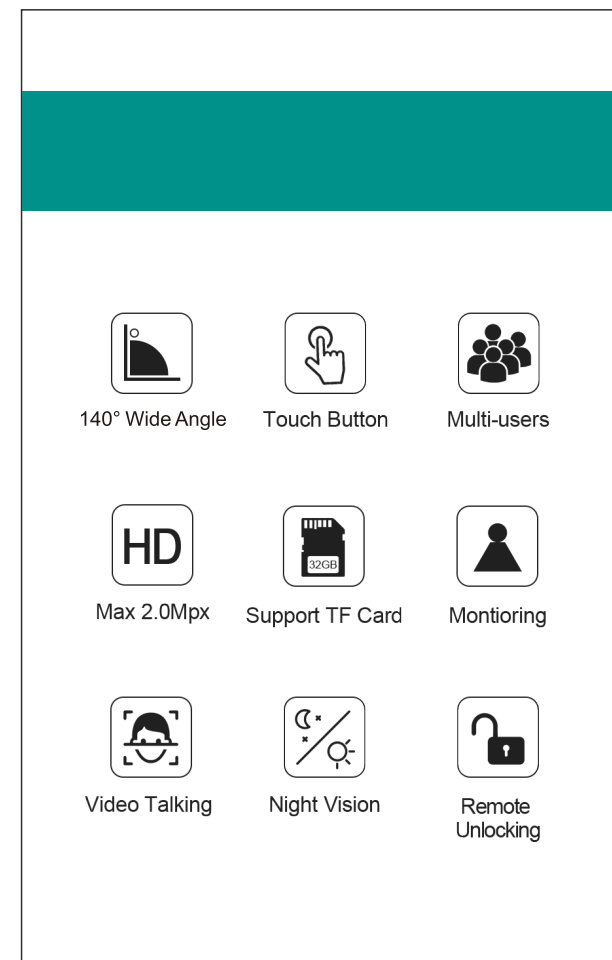 140° Wide Angle
Touch Button
Multi-users
HD
32GB
Max 2.0Mpx
Support TF Card
Montioring
Video Talking
Night Vision
Remote
Unlocking